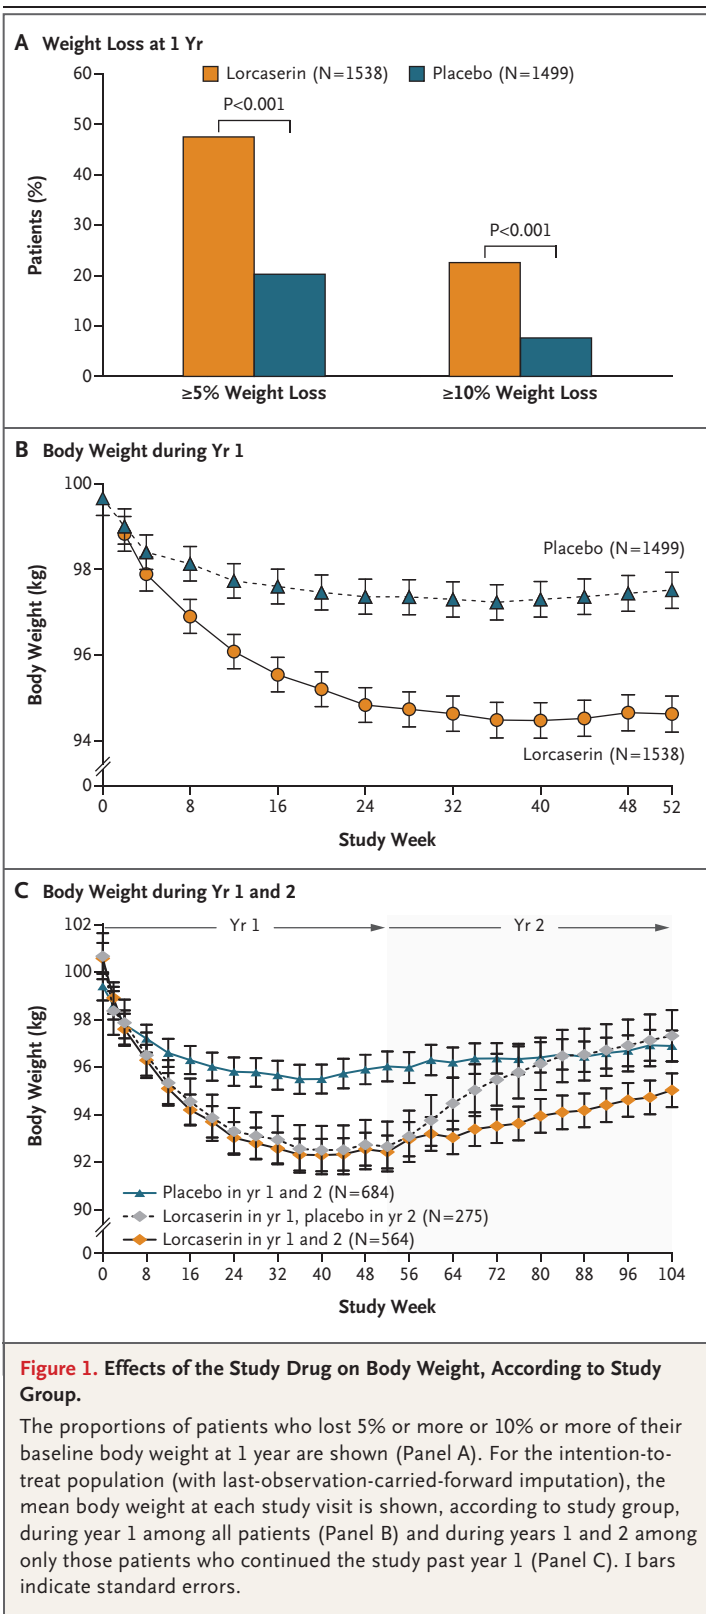 A Weight Loss at 1 Yr
Lorcaserin (N=1538) Placebo (N=1499)
Patients (%)
60
50
40
30
20
10
0
P<0.001
P<0.001
≥5% Weight Loss ≥10% Weight Loss
B Body Weight during Yr 1
Body Weight (kg)
100
98
96
94
0
Placebo (N=1499)
Lorcaserin (N=1538)
0 8 16 24 32 40 48 52
Study Week
C Body Weight during Yr 1 and 2
Body Weight (kg)
102
100
98
96
94
92
90
0
Yr 1 Yr 2
Placebo in yr 1 and 2 (N=684)
Lorcaserin in yr 1, placebo in yr 2 (N=275)
Lorcaserin in yr 1 and 2 (N=564)
0 8 16 24 32 40 48 56 64 72 80 88 96 104
Study Week
Figure 1. Effects of the Study Drug on Body Weight, According to Study
Group.
The proportions of patients who lost 5% or more or 10% or more of their
baseline body weight at 1 year are shown (Panel A). For the intention-to-
treat population (with last-observation-carried-forward imputation), the
mean body weight at each study visit is shown, according to study group,
during year 1 among all patients (Panel B) and during years 1 and 2 among
only those patients who continued the study past year 1 (Panel C). I bars
indicate standard errors.